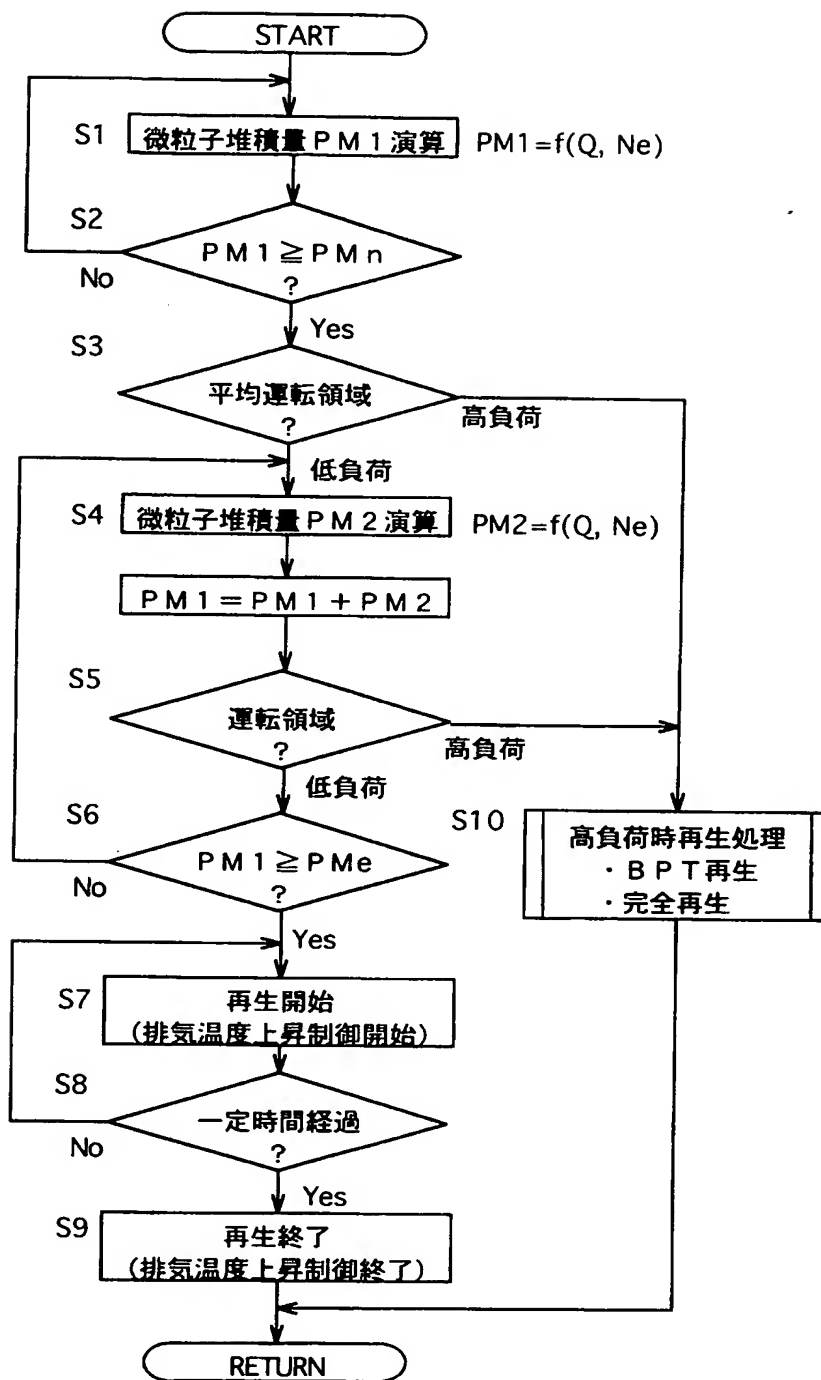 START
S1
微粒子堆積量PM1演算
PM1=f(Q, Ne)
S2
PM1≧PMn
?
No
Yes
S3
平均運転領域
?
高負荷
低負荷
S4
微粒子堆積量PM2演算
PM2=f(Q, Ne)
PM1=PM1+PM2
S5
運転領域
?
高負荷
低負荷
S6
PM1≧PMe
?
No
Yes
S10
高負荷時再生処理
・BPT再生
・完全再生
S7
再生開始
(排気温度上昇制御開始)
S8
一定時間経過
?
No
Yes
S9
再生終了
(排気温度上昇制御終了)
RETURN